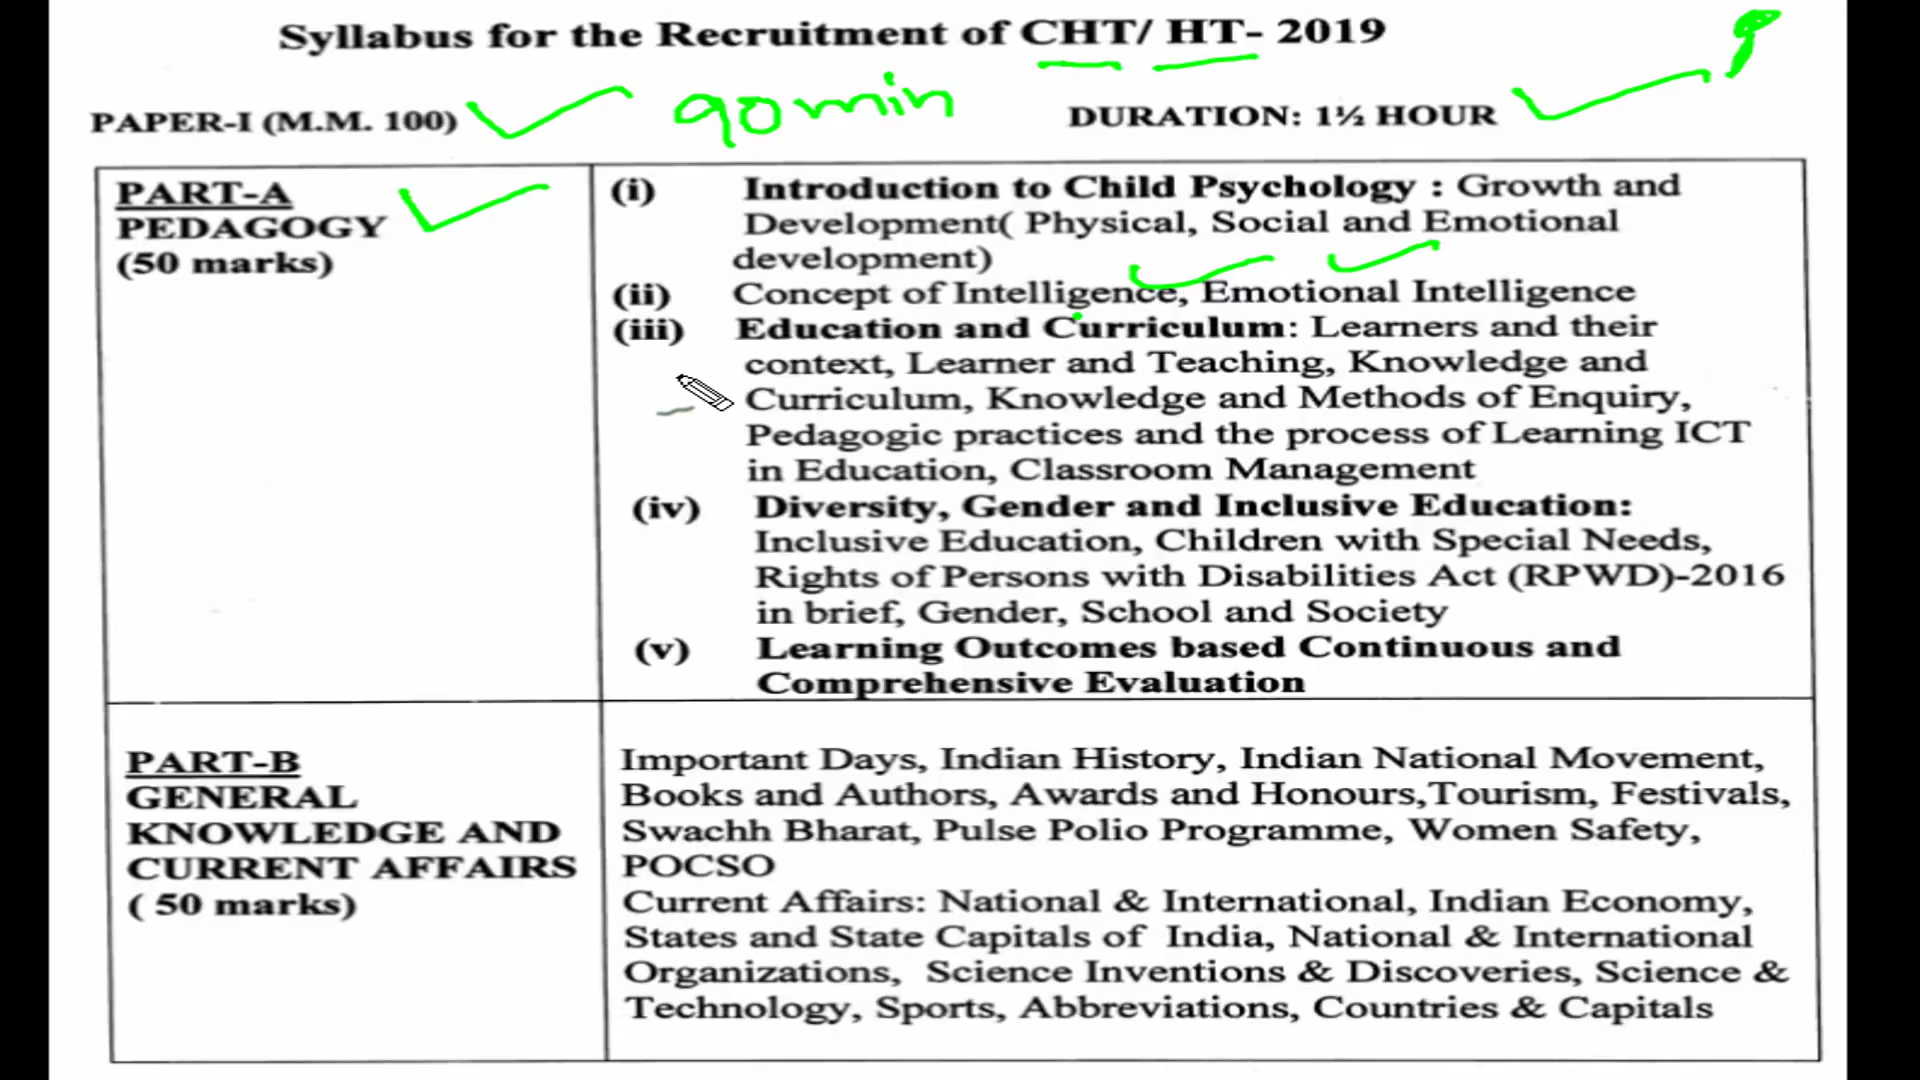 Syllabus for the Recruitment of CHT/ HT- 2019
PAPER-I (M.M. 100) 90 min DURATION: 1½ HOUR
PART-A
PEDAGOGY
(50 marks)
(i) Introduction to Child Psychology : Growth and
Development( Physical, Social and Emotional
development)
(ii) Concept of Intelligence, Emotional Intelligence
(iii) Education and Curriculum: Learners and their
context, Learner and Teaching, Knowledge and
Curriculum, Knowledge and Methods of Enquiry,
Pedagogic practices and the process of Learning ICT
in Education, Classroom Management
(iv) Diversity, Gender and Inclusive Education:
Inclusive Education, Children with Special Needs,
Rights of Persons with Disabilities Act (RPWD)-2016
in brief, Gender, School and Society
(v) Learning Outcomes based Continuous and
Comprehensive Evaluation
PART-B
GENERAL
KNOWLEDGE AND
CURRENT AFFAIRS
( 50 marks)
Important Days, Indian History, Indian National Movement,
Books and Authors, Awards and Honours,Tourism, Festivals,
Swachh Bharat, Pulse Polio Programme, Women Safety,
POCSO
Current Affairs: National & International, Indian Economy,
States and State Capitals of India, National & International
Organizations, Science Inventions & Discoveries, Science &
Technology, Sports, Abbreviations, Countries & Capitals